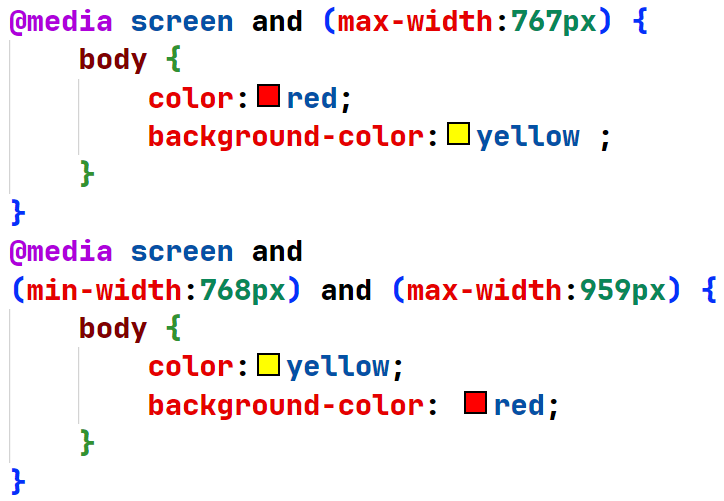 @media screen and (max-width:767px) {
    body {
        color:red;
        background-color:yellow ;
    }
}
@media screen and
(min-width:768px) and (max-width:959px) {
    body {
        color:yellow;
        background-color: red;
    }
}